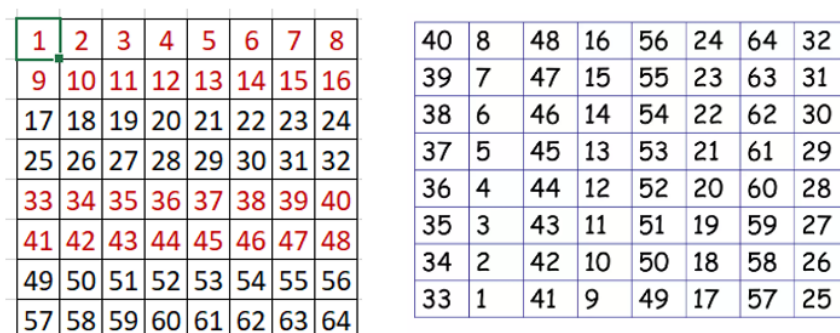 1 2 3 4 5 6 7 8
9 10 11 12 13 14 15 16
17 18 19 20 21 22 23 24
25 26 27 28 29 30 31 32
33 34 35 36 37 38 39 40
41 42 43 44 45 46 47 48
49 50 51 52 53 54 55 56
57 58 59 60 61 62 63 64
40 8 48 16 56 24 64 32
39 7 47 15 55 23 63 31
38 6 46 14 54 22 62 30
37 5 45 13 53 21 61 29
36 4 44 12 52 20 60 28
35 3 43 11 51 19 59 27
34 2 42 10 50 18 58 26
33 1 41 9 49 17 57 25